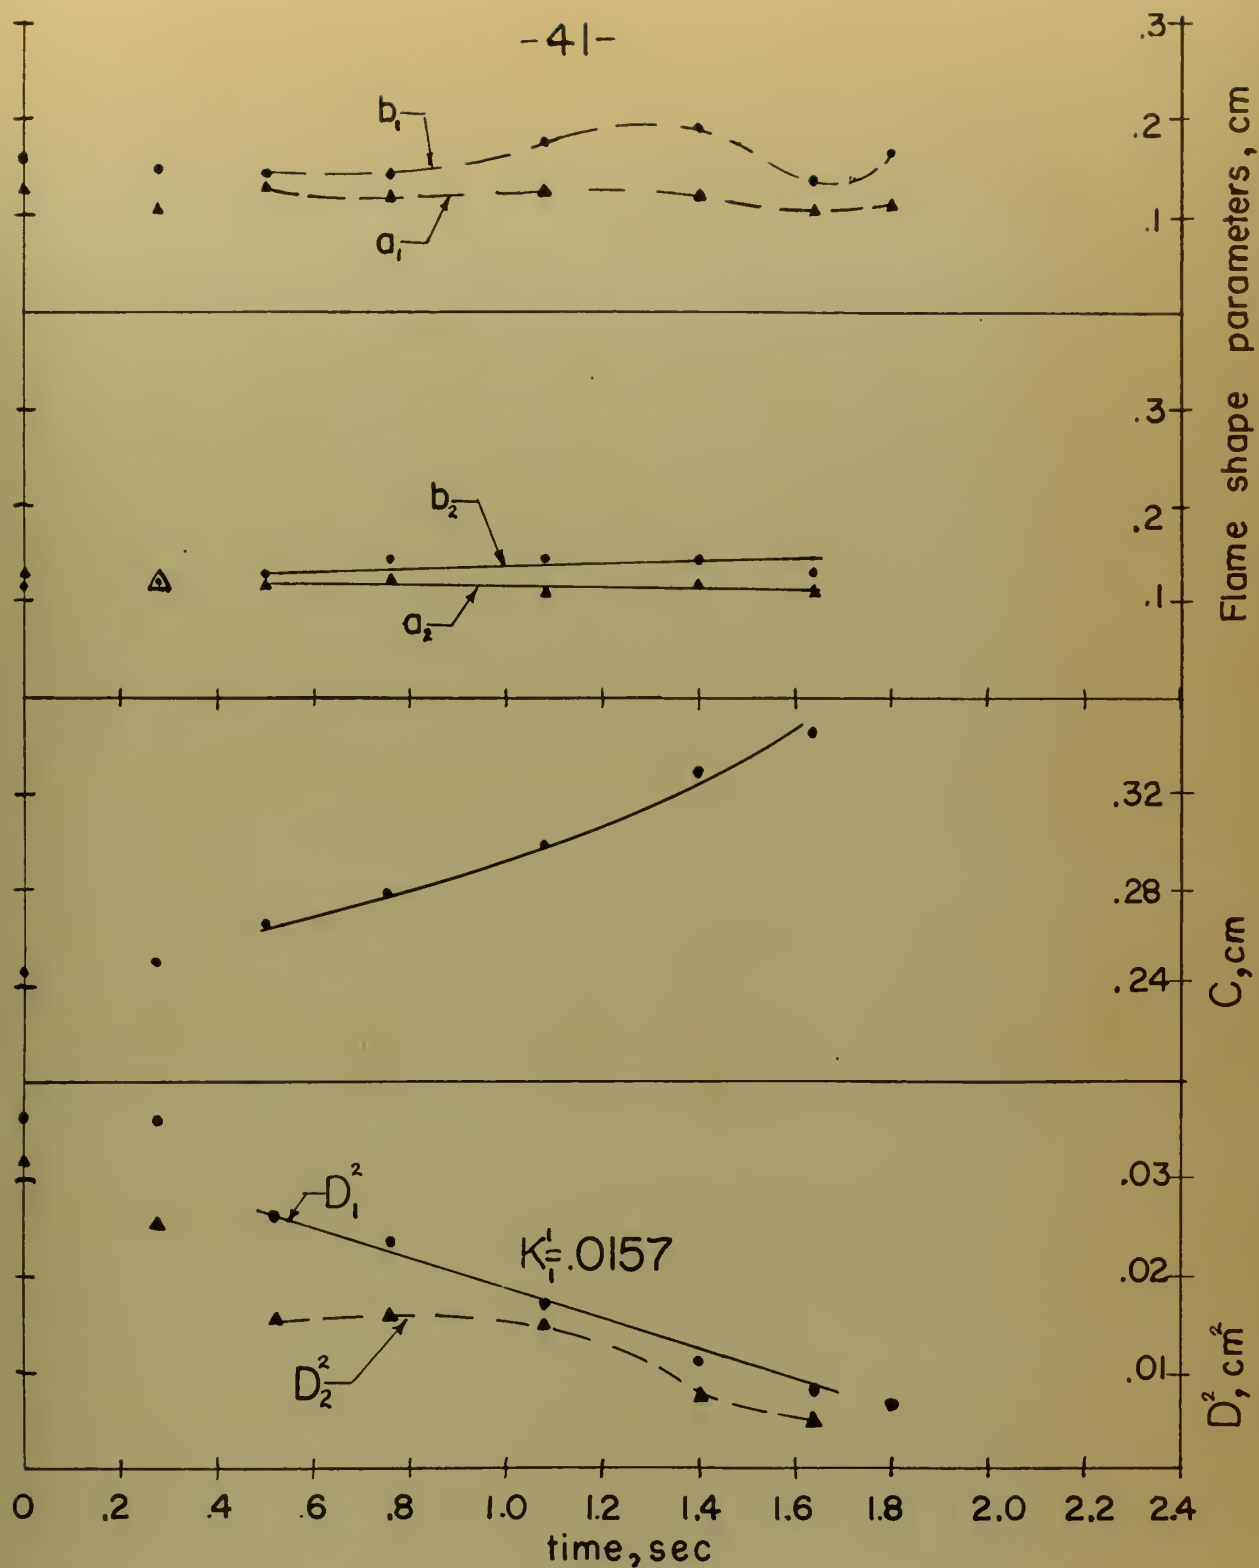 -41-
b₁
a₁
.3
.2
.1
b₂
a₂
.3
.2
.1
Flame shape parameters, cm
.32
.28
.24
C, cm
D₁²
K₁'=.0157
D₂²
.03
.02
.01
D², cm²
0 .2 .4 .6 .8 1.0 1.2 1.4 1.6 1.8 2.0 2.2 2.4
time, sec